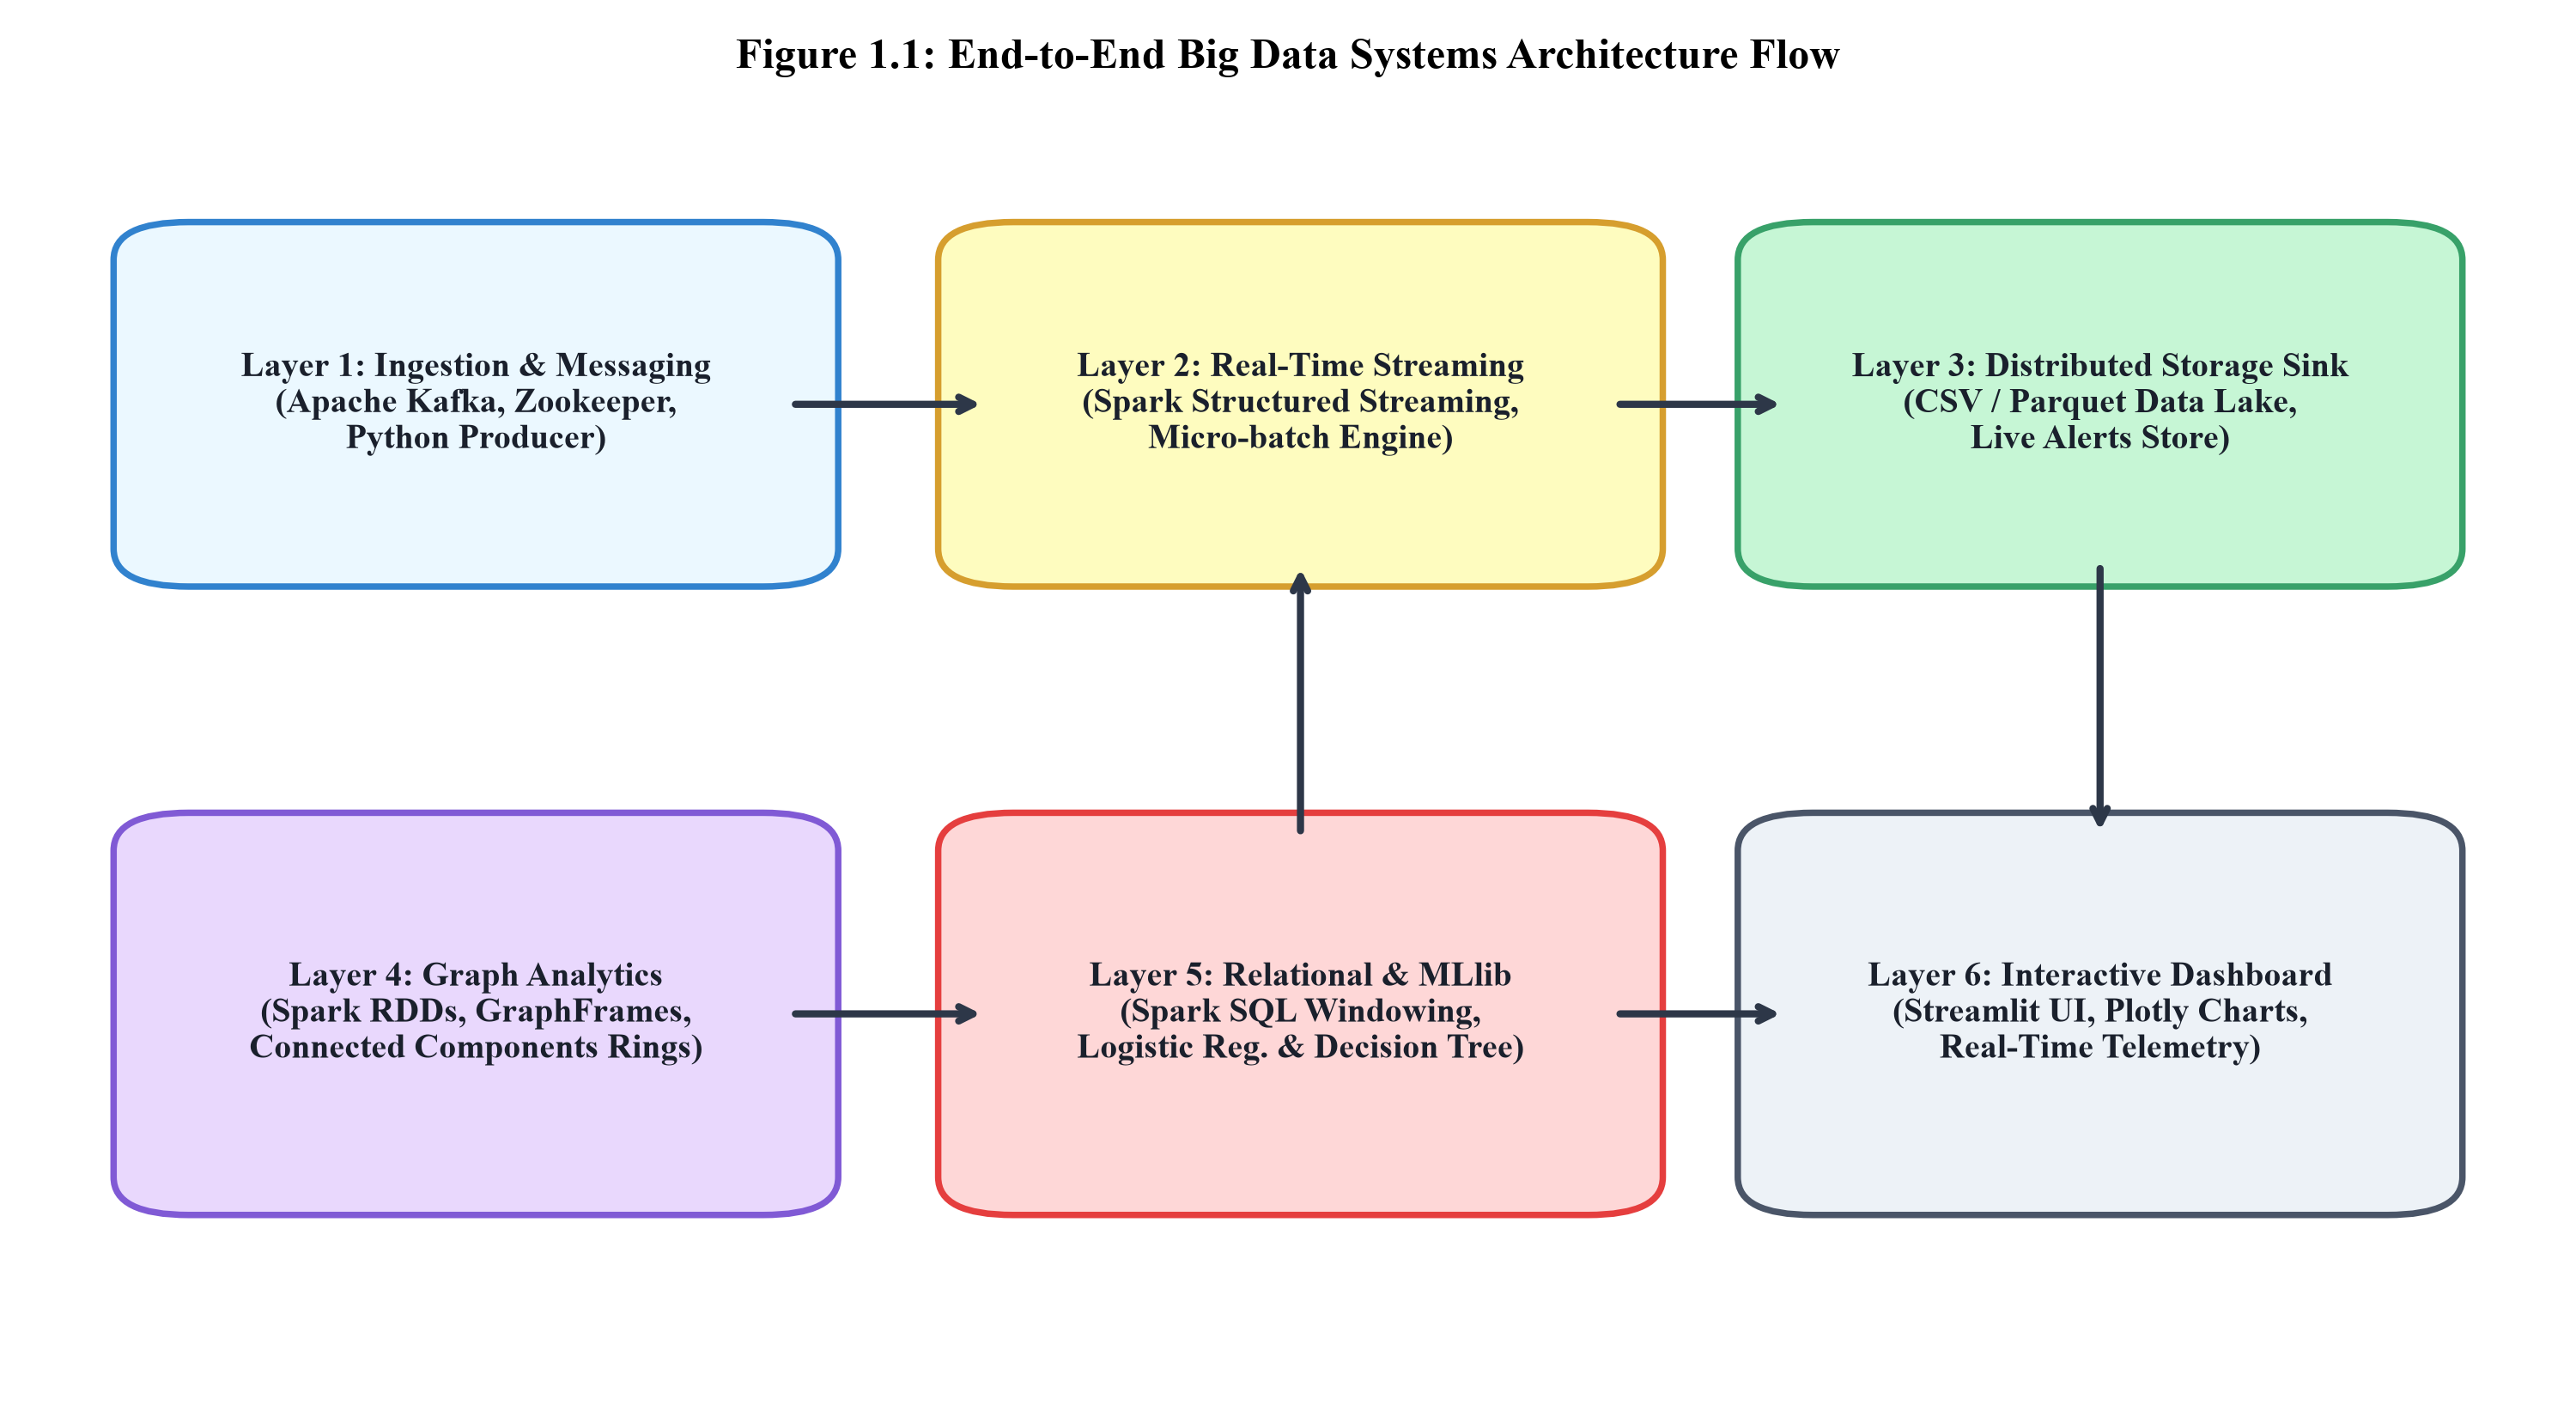 Figure 1.1: End-to-End Big Data Systems Architecture Flow
Layer 1: Ingestion & Messaging
(Apache Kafka, Zookeeper,
Python Producer)
Layer 2: Real-Time Streaming
(Spark Structured Streaming,
Micro-batch Engine)
Layer 3: Distributed Storage Sink
(CSV / Parquet Data Lake,
Live Alerts Store)
Layer 4: Graph Analytics
(Spark RDDs, GraphFrames,
Connected Components Rings)
Layer 5: Relational & MLlib
(Spark SQL Windowing,
Logistic Reg. & Decision Tree)
Layer 6: Interactive Dashboard
(Streamlit UI, Plotly Charts,
Real-Time Telemetry)